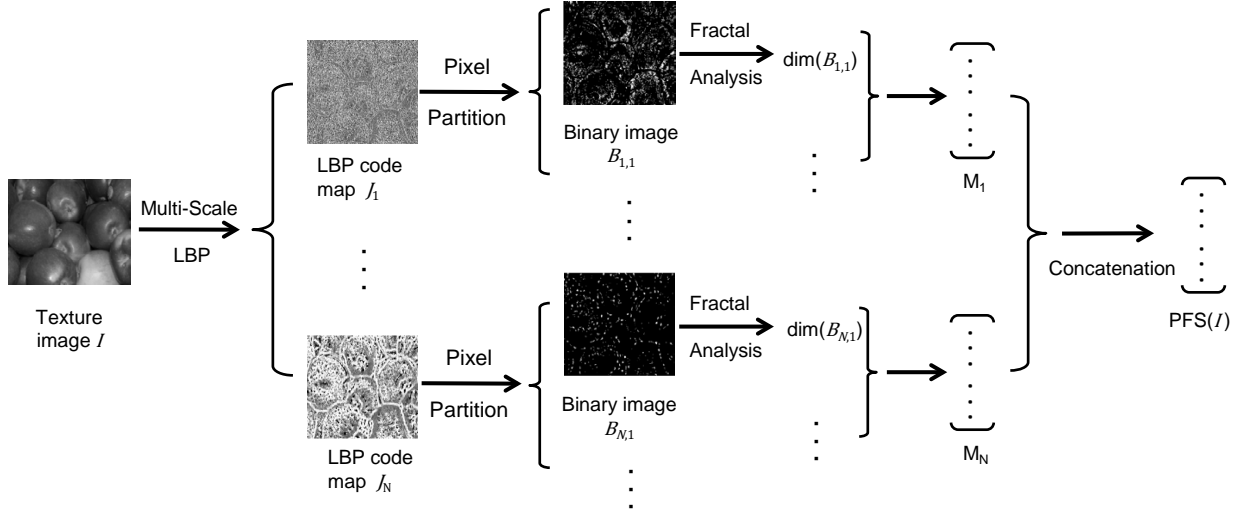 Texture
image I
Multi-Scale
LBP
LBP code
map J1
Pixel
Partition
Binary image
B1,1
Fractal
Analysis
dim(B1,1)
M1
LBP code
map JN
Pixel
Partition
Binary image
BN,1
Fractal
Analysis
dim(BN,1)
MN
Concatenation
PFS(I)